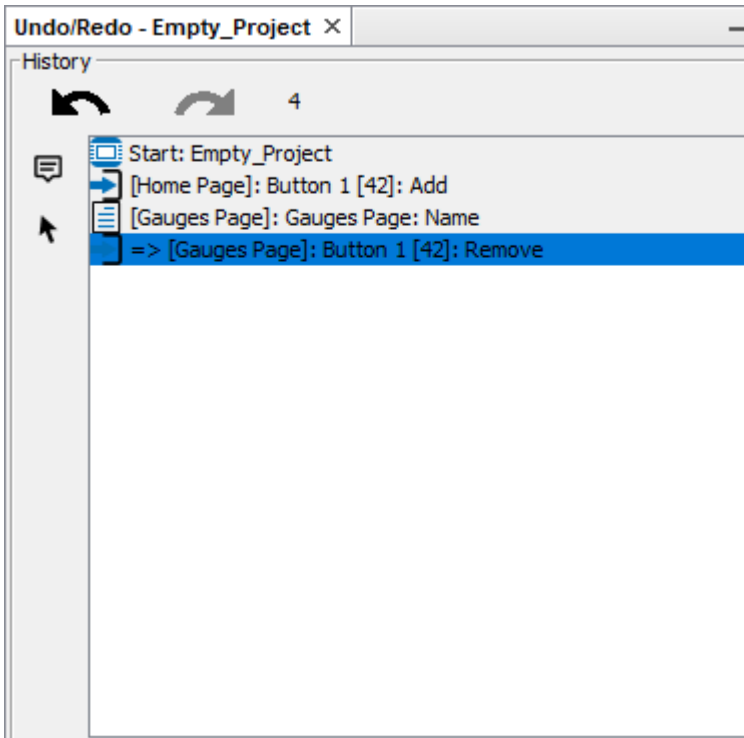 Undo/Redo - Empty_Project ×
History
4
Start: Empty_Project
[Home Page]: Button 1 [42]: Add
[Gauges Page]: Gauges Page: Name
=> [Gauges Page]: Button 1 [42]: Remove